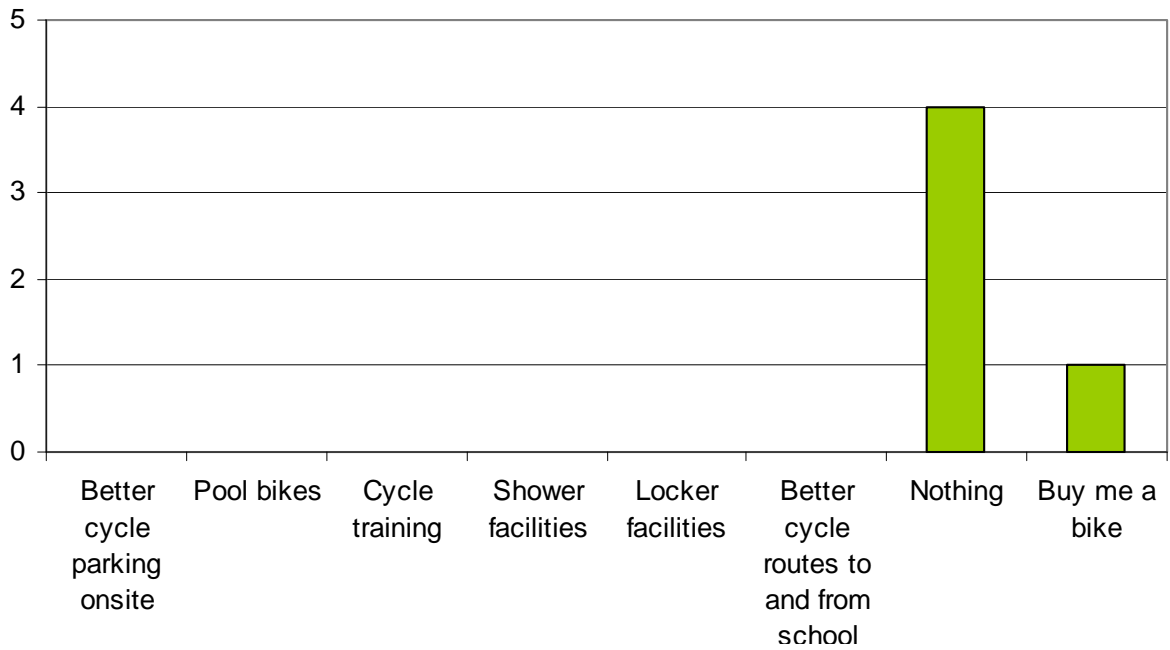 5
4
3
2
1
0
Better
cycle
parking
onsite
Pool bikes
Cycle
training
Shower
facilities
Locker
facilities
Better
cycle
routes to
and from
school
Nothing
Buy me a
bike